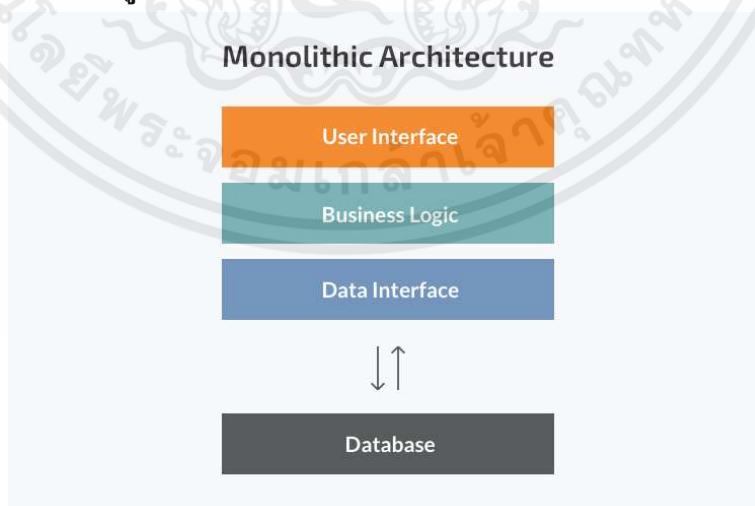 Monolithic Architecture
User Interface
Business Logic
Data Interface
Database